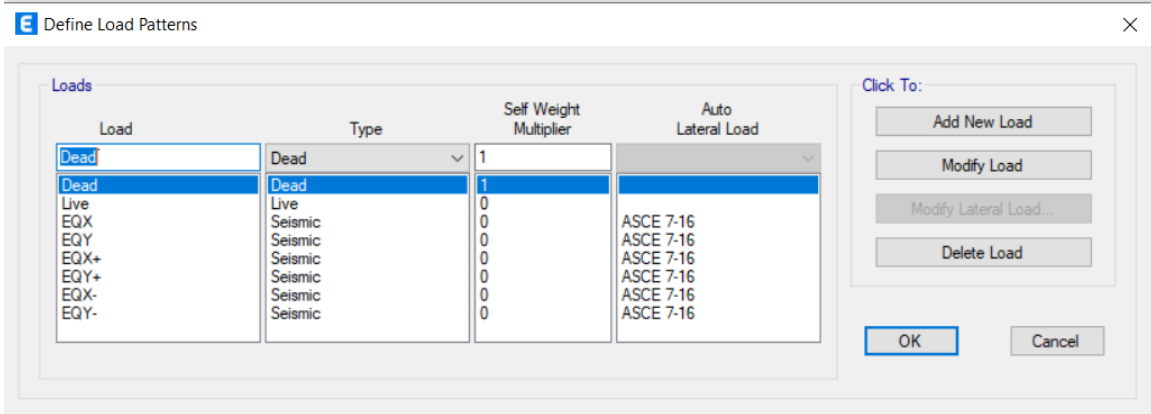 E Define Load Patterns
Loads
Load Type Self Weight Multiplier Auto Lateral Load
Dead Dead 1
Dead Dead 1
Live Live 0
EQX Seismic 0 ASCE 7-16
EQY Seismic 0 ASCE 7-16
EQX+ Seismic 0 ASCE 7-16
EQY+ Seismic 0 ASCE 7-16
EQX- Seismic 0 ASCE 7-16
EQY- Seismic 0 ASCE 7-16
Click To:
Add New Load
Modify Load
Modify Lateral Load...
Delete Load
OK Cancel